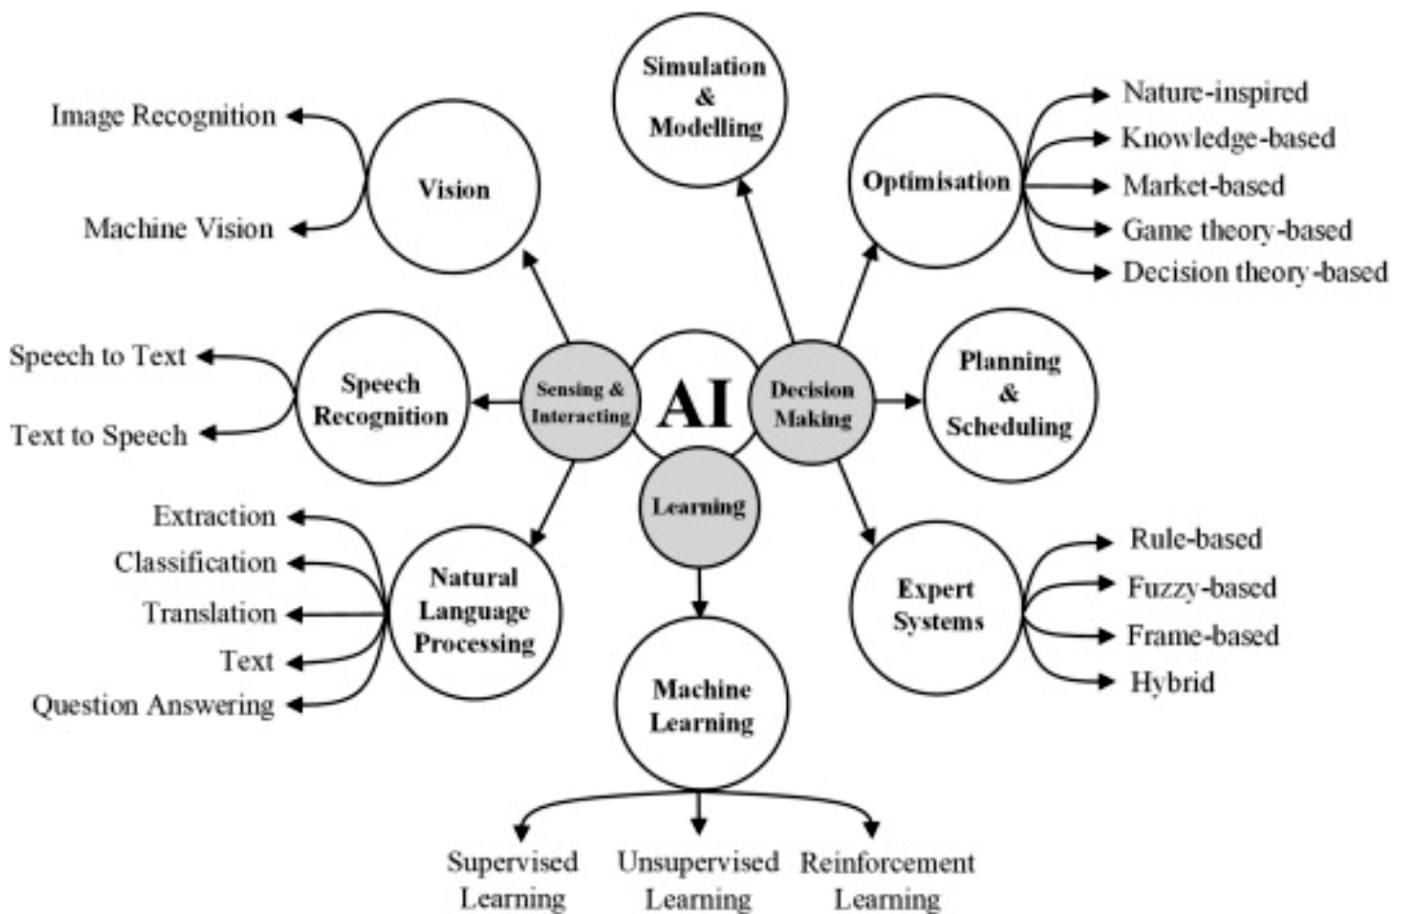 Simulation
&
Modelling
Image Recognition
Vision
Machine Vision
Optimisation
Nature-inspired
Knowledge-based
Market-based
Game theory-based
Decision theory-based
Speech to Text
Speech
Recognition
Text to Speech
Sensing &
Interacting
AI
Decision
Making
Planning
&
Scheduling
Learning
Extraction
Classification
Translation
Text
Question Answering
Natural
Language
Processing
Machine
Learning
Expert
Systems
Rule-based
Fuzzy-based
Frame-based
Hybrid
Supervised
Learning
Unsupervised
Learning
Reinforcement
Learning